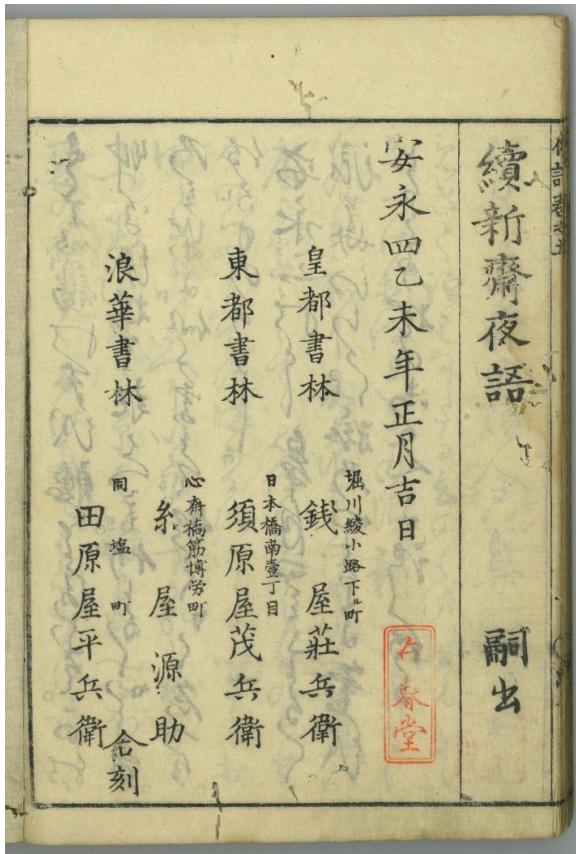 續新齋夜語 嗣出
安永四乙未年正月吉日
皇都書林
堀川綾小路下ル町
銭屋莊兵衛
東都書林
日本橋南壹丁目
須原屋茂兵衛
浪華書林
心斎橋筋博労町
糸屋源助
同塩町
田原屋平兵衛
合刻